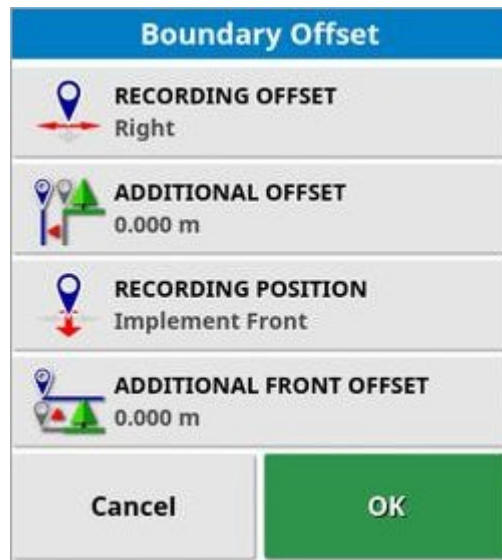 Boundary Offset
RECORDING OFFSET
Right
ADDITIONAL OFFSET
0.000 m
RECORDING POSITION
Implement Front
ADDITIONAL FRONT OFFSET
0.000 m
Cancel
OK